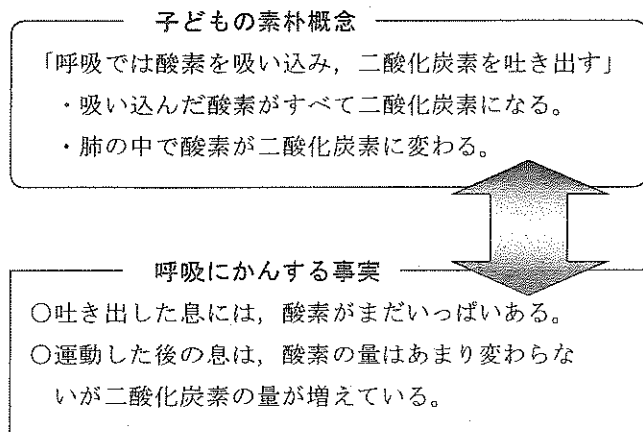 子どもの素朴概念
「呼吸では酸素を吸い込み，二酸化炭素を吐き出す」
・吸い込んだ酸素がすべて二酸化炭素になる。
・肺の中で酸素が二酸化炭素に変わる。
呼吸にかんする事実
○吐き出した息には，酸素がまだいっぱいある。
○運動した後の息は，酸素の量はあまり変わらな
いが二酸化炭素の量が増えている。